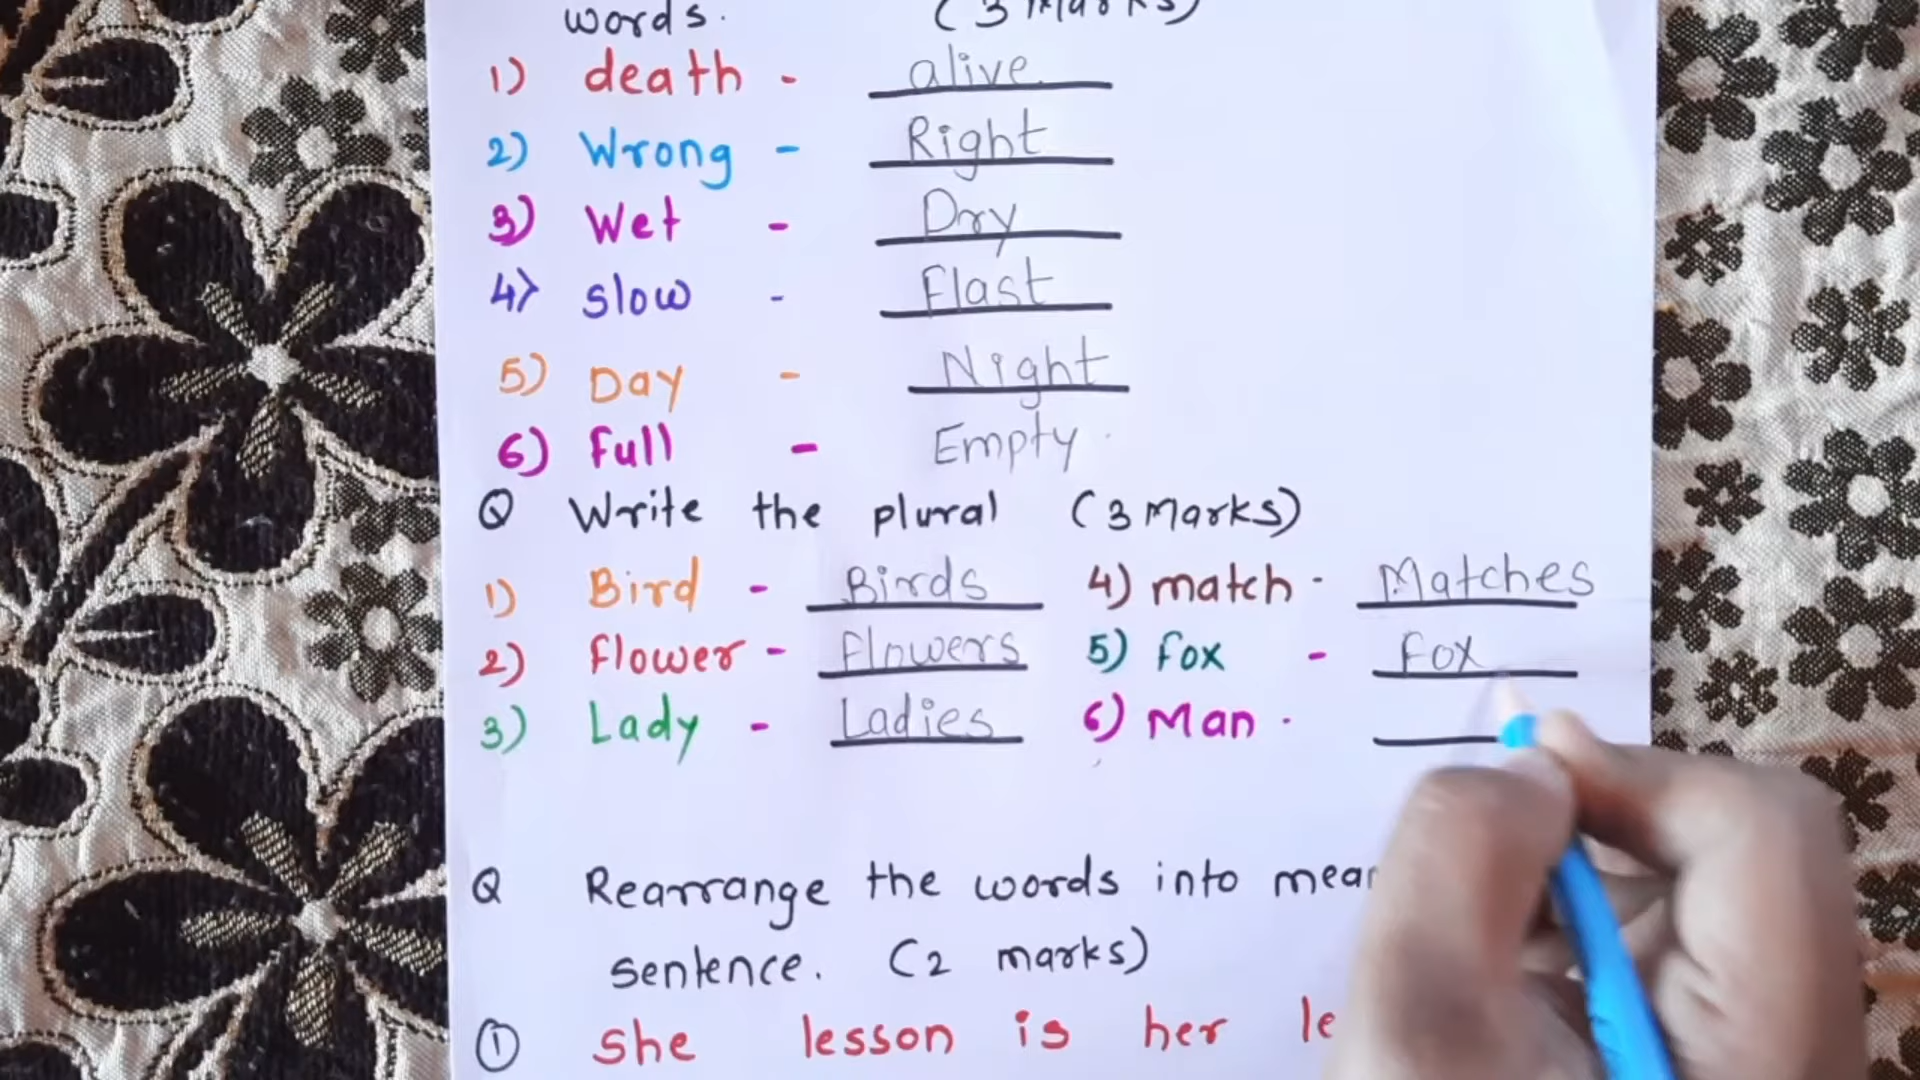 words. (3 Marks)
1) death - alive
2) Wrong - Right
3) Wet - Dry
4) slow - Flast
5) Day - Night
6) Full - Empty
Q Write the plural (3 Marks)
1) Bird - Birds 4) match - Matches
2) Flower - Flowers 5) Fox - Fox
3) Lady - Ladies 6) Man -
Q Rearrange the words into
sentence. (2 marks)
① She lesson is her